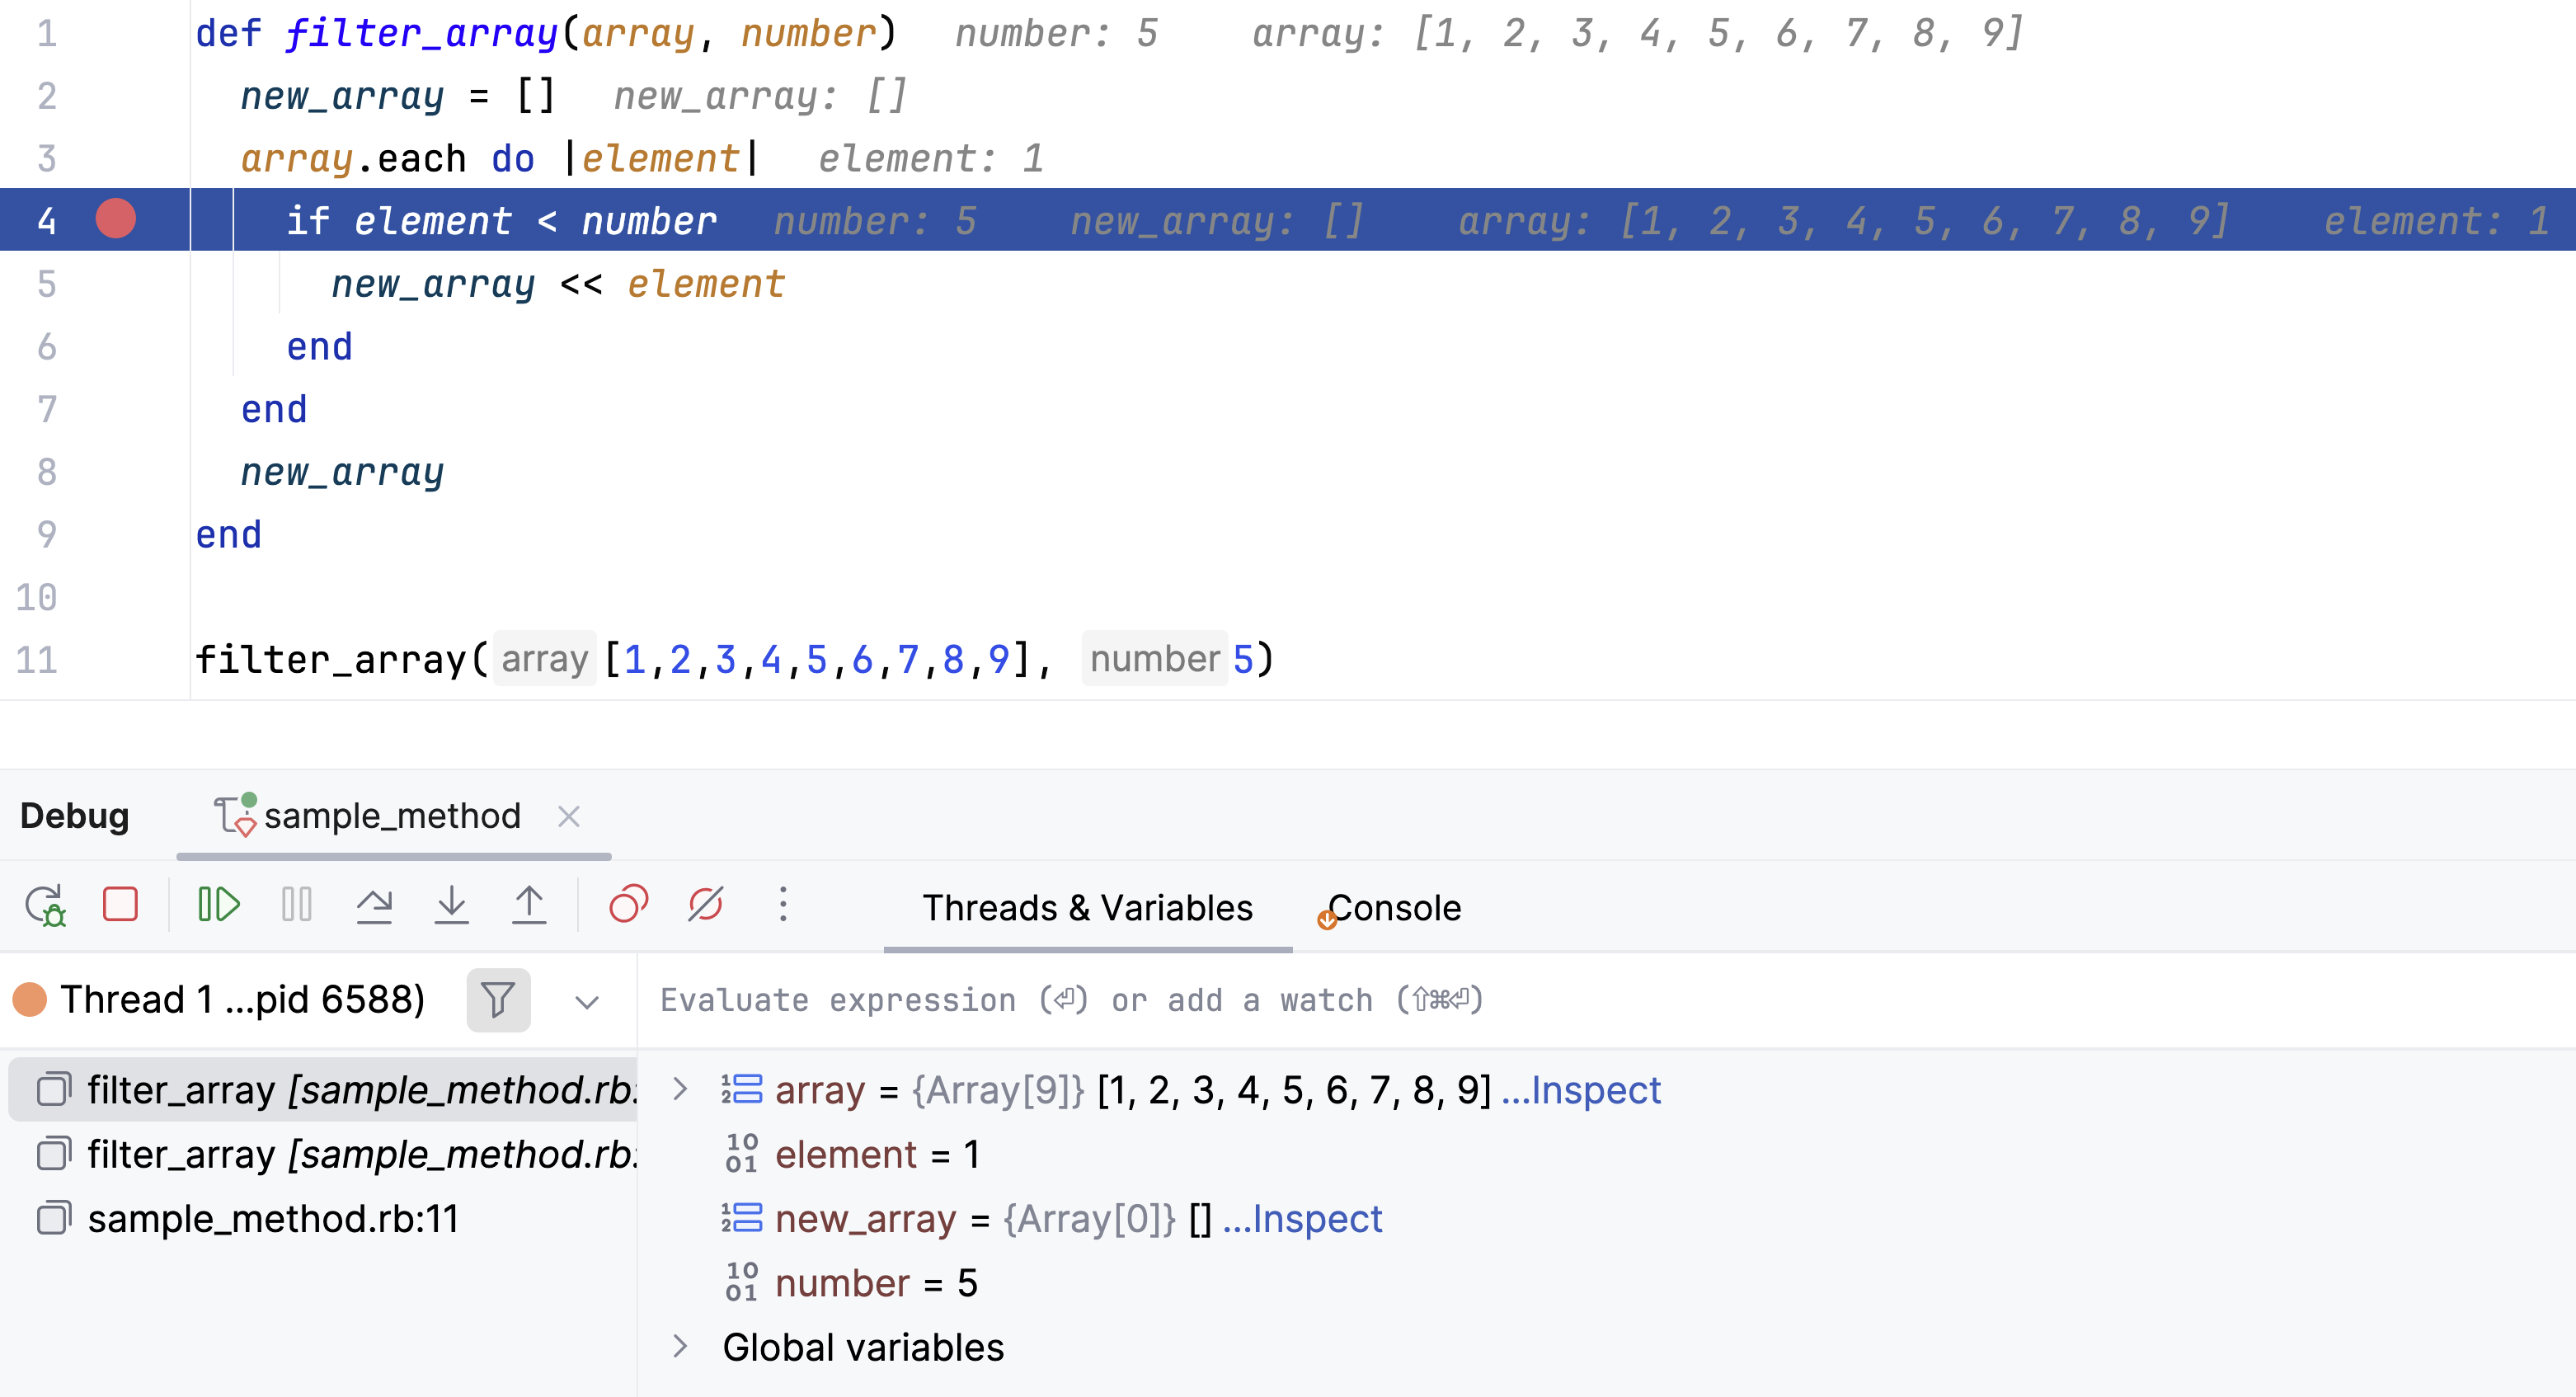 1 def filter_array(array, number) number: 5 array: [1, 2, 3, 4, 5, 6, 7, 8, 9]
2 new_array = [] new_array: []
3 array.each do |element| element: 1
4 if element < number number: 5 new_array: [] array: [1, 2, 3, 4, 5, 6, 7, 8, 9] element: 1
5 new_array << element
6 end
7 end
8 new_array
9 end
10
11 filter_array( array [1,2,3,4,5,6,7,8,9], number 5)
Debug sample_method
Threads & Variables Console
Thread 1 ...pid 6588)
Evaluate expression (⏎) or add a watch (⇧⌘⏎)
filter_array [sample_method.rb:
filter_array [sample_method.rb:
sample_method.rb:11
array = {Array[9]} [1, 2, 3, 4, 5, 6, 7, 8, 9] ...Inspect
element = 1
new_array = {Array[0]} [] ...Inspect
number = 5
Global variables